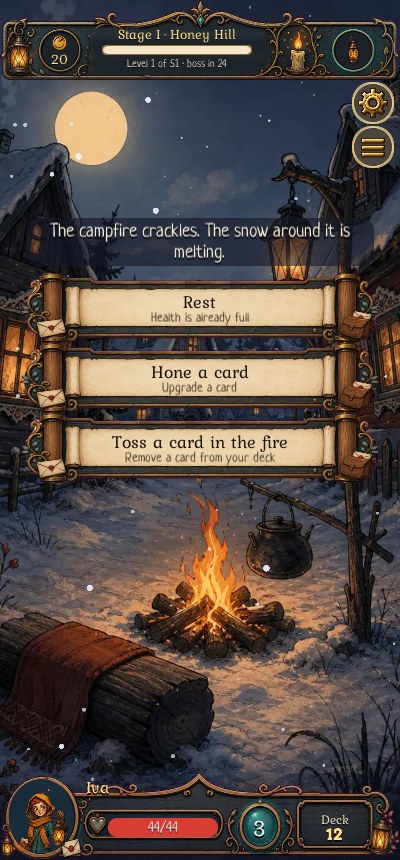 Stage I · Honey Hill
20
Level 1 of 51 · boss in 24
The campfire crackles. The snow around it is
melting.
Rest
Health is already full
Hone a card
Upgrade a card
Toss a card in the fire
Remove a card from your deck
Iva
44/44
3
Deck
12